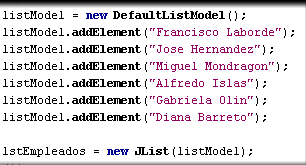 listModel = new DefaultListModel();
listModel.addElement("Francisco Laborde");
listModel.addElement("Jose Hernandez");
listModel.addElement("Miguel Mondragon");
listModel.addElement("Alfredo Islas");
listModel.addElement("Gabriela Olin");
listModel.addElement("Diana Barreto");
lstEmpleados = new JList(listModel);